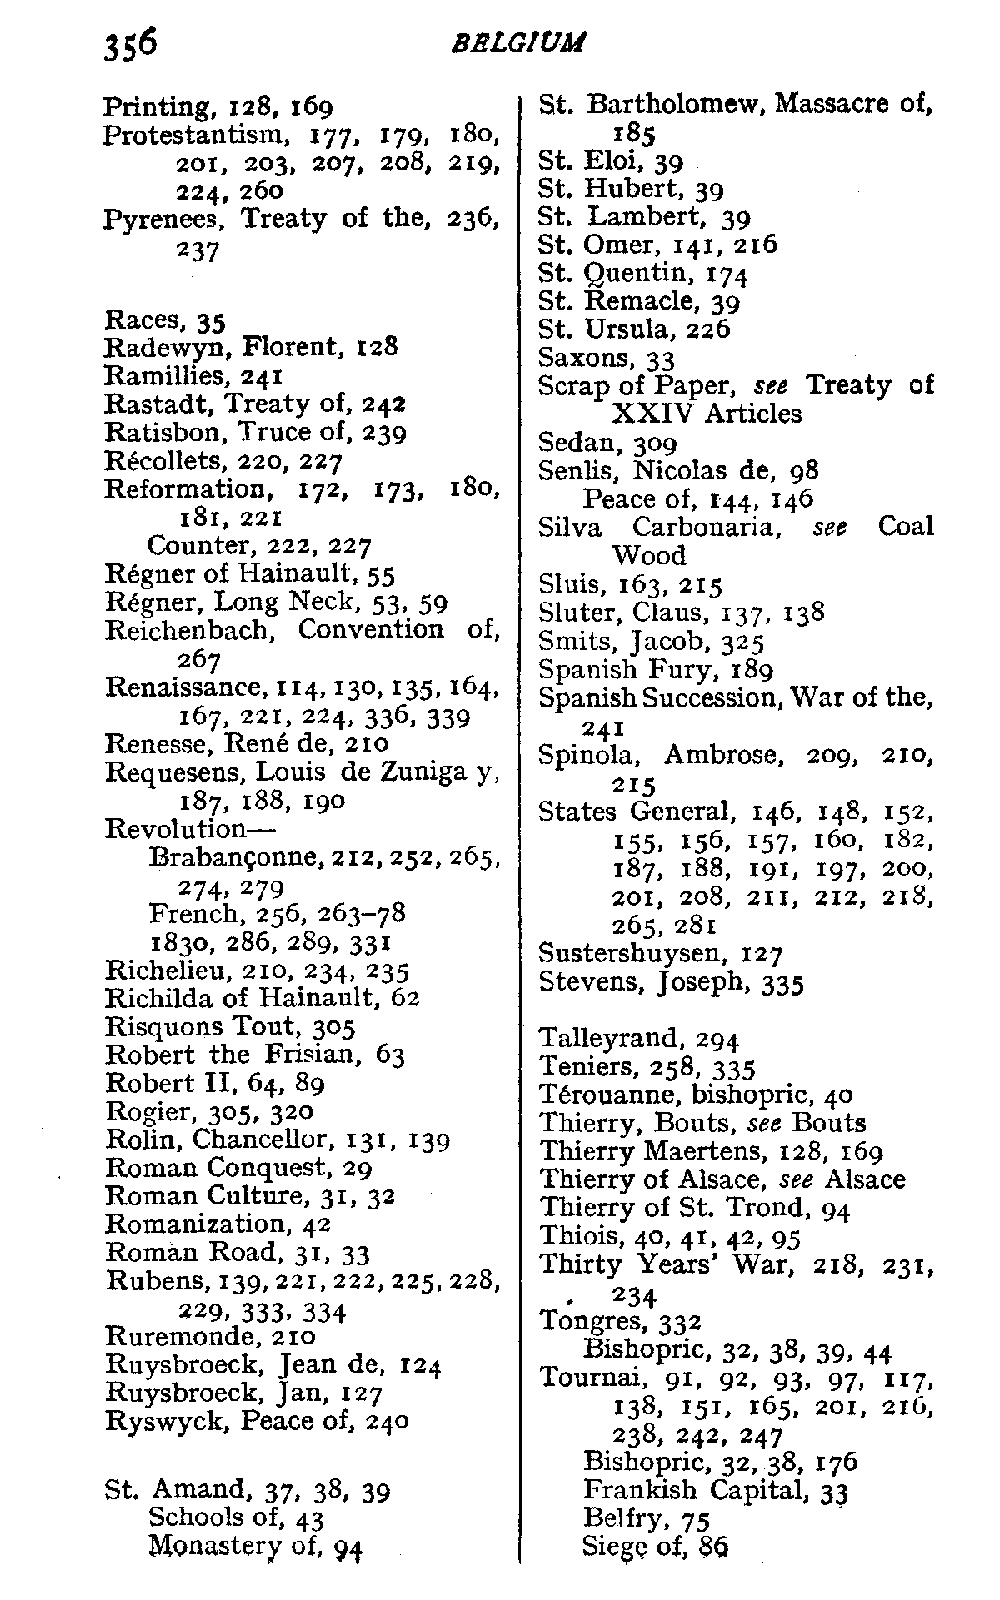 356
BELGIUM
Printing, 128, 169
Protestantism, 177, 179, 180,
201, 203, 207, 208, 219,
224, 260
Pyrenees, Treaty of the, 236,
237
Races, 35
Radewyn, Florent, 128
Ramillies, 241
Rastadt, Treaty of, 242
Ratisbon, Truce of, 239
Récollets, 220, 227
Reformation, 172, 173, 180,
181, 221
Counter, 222, 227
Régner of Hainault, 55
Régner, Long Neck, 53, 59
Reichenbach, Convention of,
267
Renaissance, 114, 130, 135, 164,
167, 221, 224, 336, 339
Renesse, René de, 210
Requesens, Louis de Zuniga y,
187, 188, 190
Revolution—
Brabançonne, 212, 252, 265,
274, 279
French, 256, 263–78
1830, 286, 289, 331
Richelieu, 210, 234, 235
Richilda of Hainault, 62
Risquons Tout, 305
Robert the Frisian, 63
Robert II, 64, 89
Rogier, 305, 320
Rolin, Chancellor, 131, 139
Roman Conquest, 29
Roman Culture, 31, 32
Romanization, 42
Roman Road, 31, 33
Rubens, 139, 221, 222, 225, 228,
229, 333, 334
Ruremonde, 210
Ruysbroeck, Jean de, 124
Ruysbroeck, Jan, 127
Ryswyck, Peace of, 240
St. Amand, 37, 38, 39
Schools of, 43
Monastery of, 94
St. Bartholomew, Massacre of,
185
St. Eloi, 39
St. Hubert, 39
St. Lambert, 39
St. Omer, 141, 216
St. Quentin, 174
St. Remacle, 39
St. Ursula, 226
Saxons, 33
Scrap of Paper, see Treaty of
XXIV Articles
Sedan, 309
Senlis, Nicolas de, 98
Peace of, 144, 146
Silva Carbonaria, see Coal
Wood
Sluis, 163, 215
Sluter, Claus, 137, 138
Smits, Jacob, 325
Spanish Fury, 189
Spanish Succession, War of the,
241
Spinola, Ambrose, 209, 210,
215
States General, 146, 148, 152,
155, 156, 157, 160, 182,
187, 188, 191, 197, 200,
201, 208, 211, 212, 218,
265, 281
Sustershuysen, 127
Stevens, Joseph, 335
Talleyrand, 294
Teniers, 258, 335
Térouanne, bishopric, 40
Thierry, Bouts, see Bouts
Thierry Maertens, 128, 169
Thierry of Alsace, see Alsace
Thierry of St. Trond, 94
Thiois, 40, 41, 42, 95
Thirty Years' War, 218, 231,
234
Tongres, 332
Bishopric, 32, 38, 39, 44
Tournai, 91, 92, 93, 97, 117,
138, 151, 165, 201, 216,
238, 242, 247
Bishopric, 32, 38, 176
Frankish Capital, 33
Belfry, 75
Siege of, 86